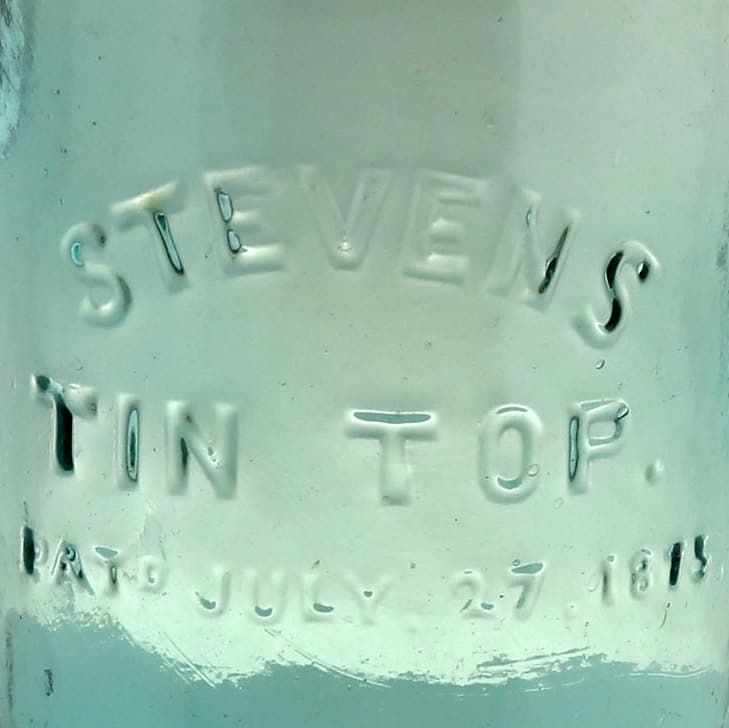 STEVENS
TIN TOP.
PAT'D JULY. 27. 1875.